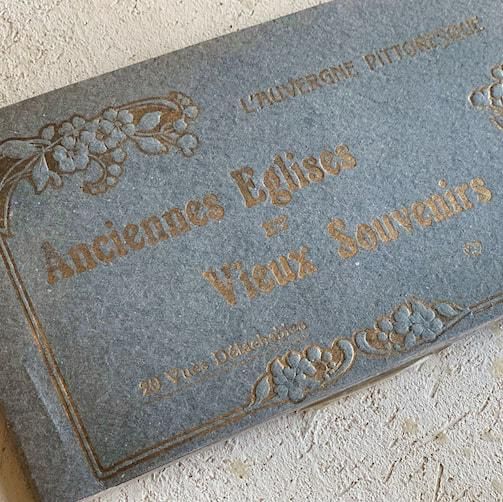 L'AUVERGNE PITTORESQUE
Anciennes Eglises
ET
Vieux Souvenirs
20 Vues Détachables